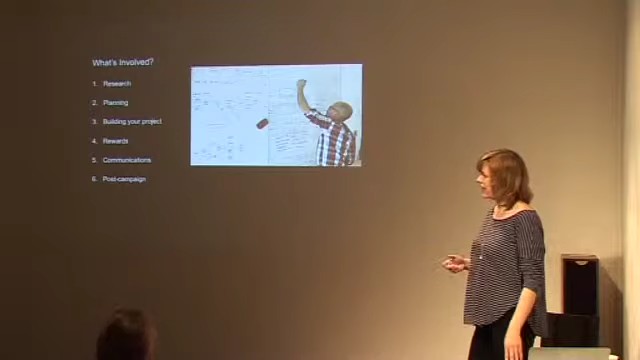 What's Involved?
1. Research
2. Planning
3. Building your project
4. Rewards
5. Communications
6. Post-campaign